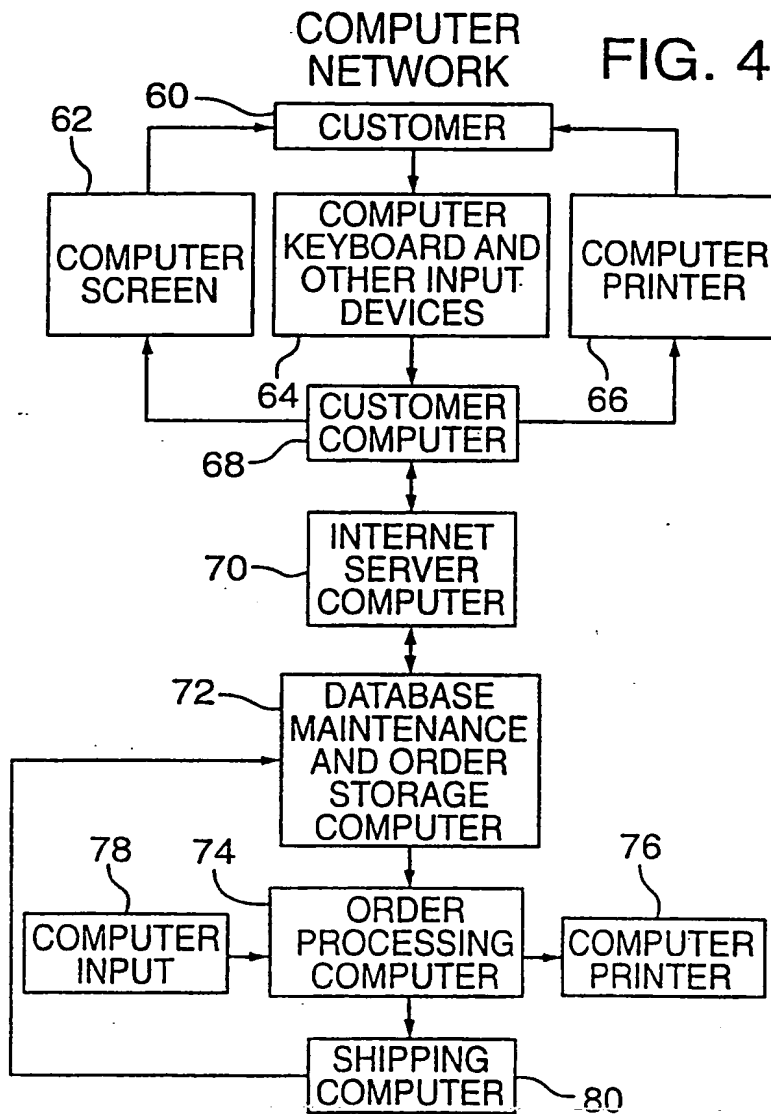 COMPUTER
NETWORK
FIG. 4
60
CUSTOMER
62
COMPUTER
SCREEN
COMPUTER
KEYBOARD AND
OTHER INPUT
DEVICES
64
COMPUTER
PRINTER
66
CUSTOMER
COMPUTER
68
INTERNET
SERVER
COMPUTER
70
72
DATABASE
MAINTENANCE
AND ORDER
STORAGE
COMPUTER
78
COMPUTER
INPUT
74
ORDER
PROCESSING
COMPUTER
76
COMPUTER
PRINTER
SHIPPING
COMPUTER
80